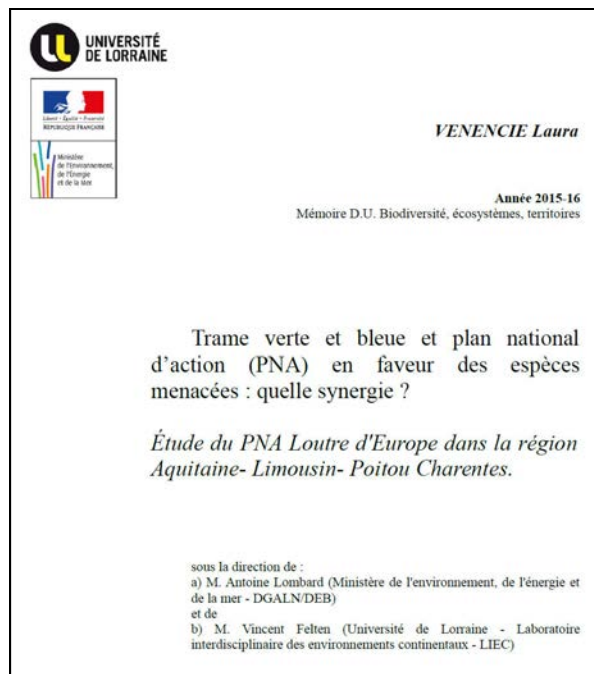 UNIVERSITÉ
DE LORRAINE
Liberté • Égalité • Fraternité
RÉPUBLIQUE FRANÇAISE
Ministère
de l'Environnement,
de l'Énergie
et de la Mer
VENENCIE Laura
Année 2015-16
Mémoire D.U. Biodiversité, écosystèmes, territoires
Trame verte et bleue et plan national
d'action (PNA) en faveur des espèces
menacées : quelle synergie ?
Étude du PNA Loutre d'Europe dans la région
Aquitaine- Limousin- Poitou Charentes.
sous la direction de :
a) M. Antoine Lombard (Ministère de l'environnement, de l'énergie et
de la mer - DGALN/DEB)
et de
b) M. Vincent Felten (Université de Lorraine - Laboratoire
interdisciplinaire des environnements continentaux - LIEC)